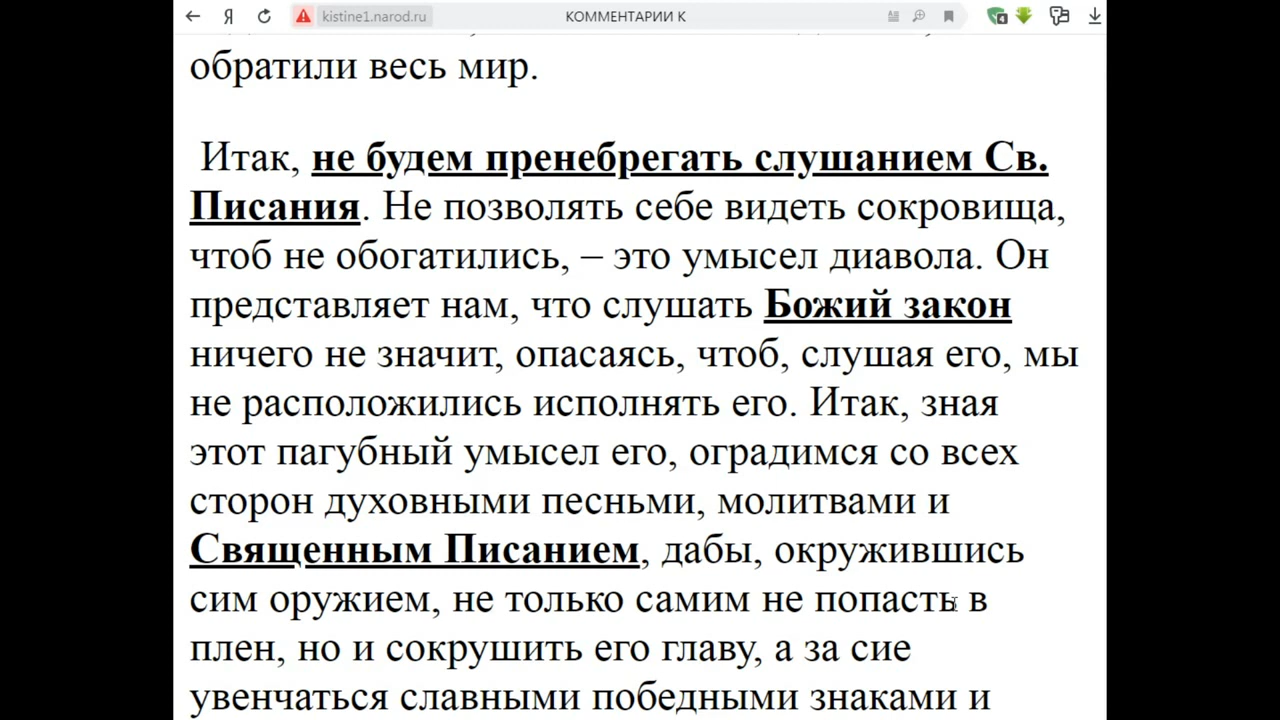 Я kistine1.narod.ru КОММЕНТАРИИ К 4
обратили весь мир.
Итак, не будем пренебрегать слушанием Св.
Писания. Не позволять себе видеть сокровища,
чтоб не обогатились, – это умысел диавола. Он
представляет нам, что слушать Божий закон
ничего не значит, опасаясь, чтоб, слушая его, мы
не расположились исполнять его. Итак, зная
этот пагубный умысел его, оградимся со всех
сторон духовными песньми, молитвами и
Священным Писанием, дабы, окружившись
сим оружием, не только самим не попасть в
плен, но и сокрушить его главу, а за сие
увенчаться славными победными знаками и